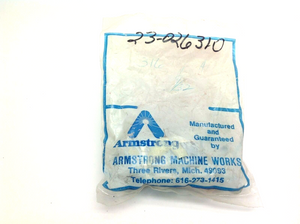 23-026310
Manufactured
and
Guaranteed
by
Armstrong
ARMSTRONG MACHINE WORKS
Three Rivers, Mich. 49093
Telephone: 616-273-1415